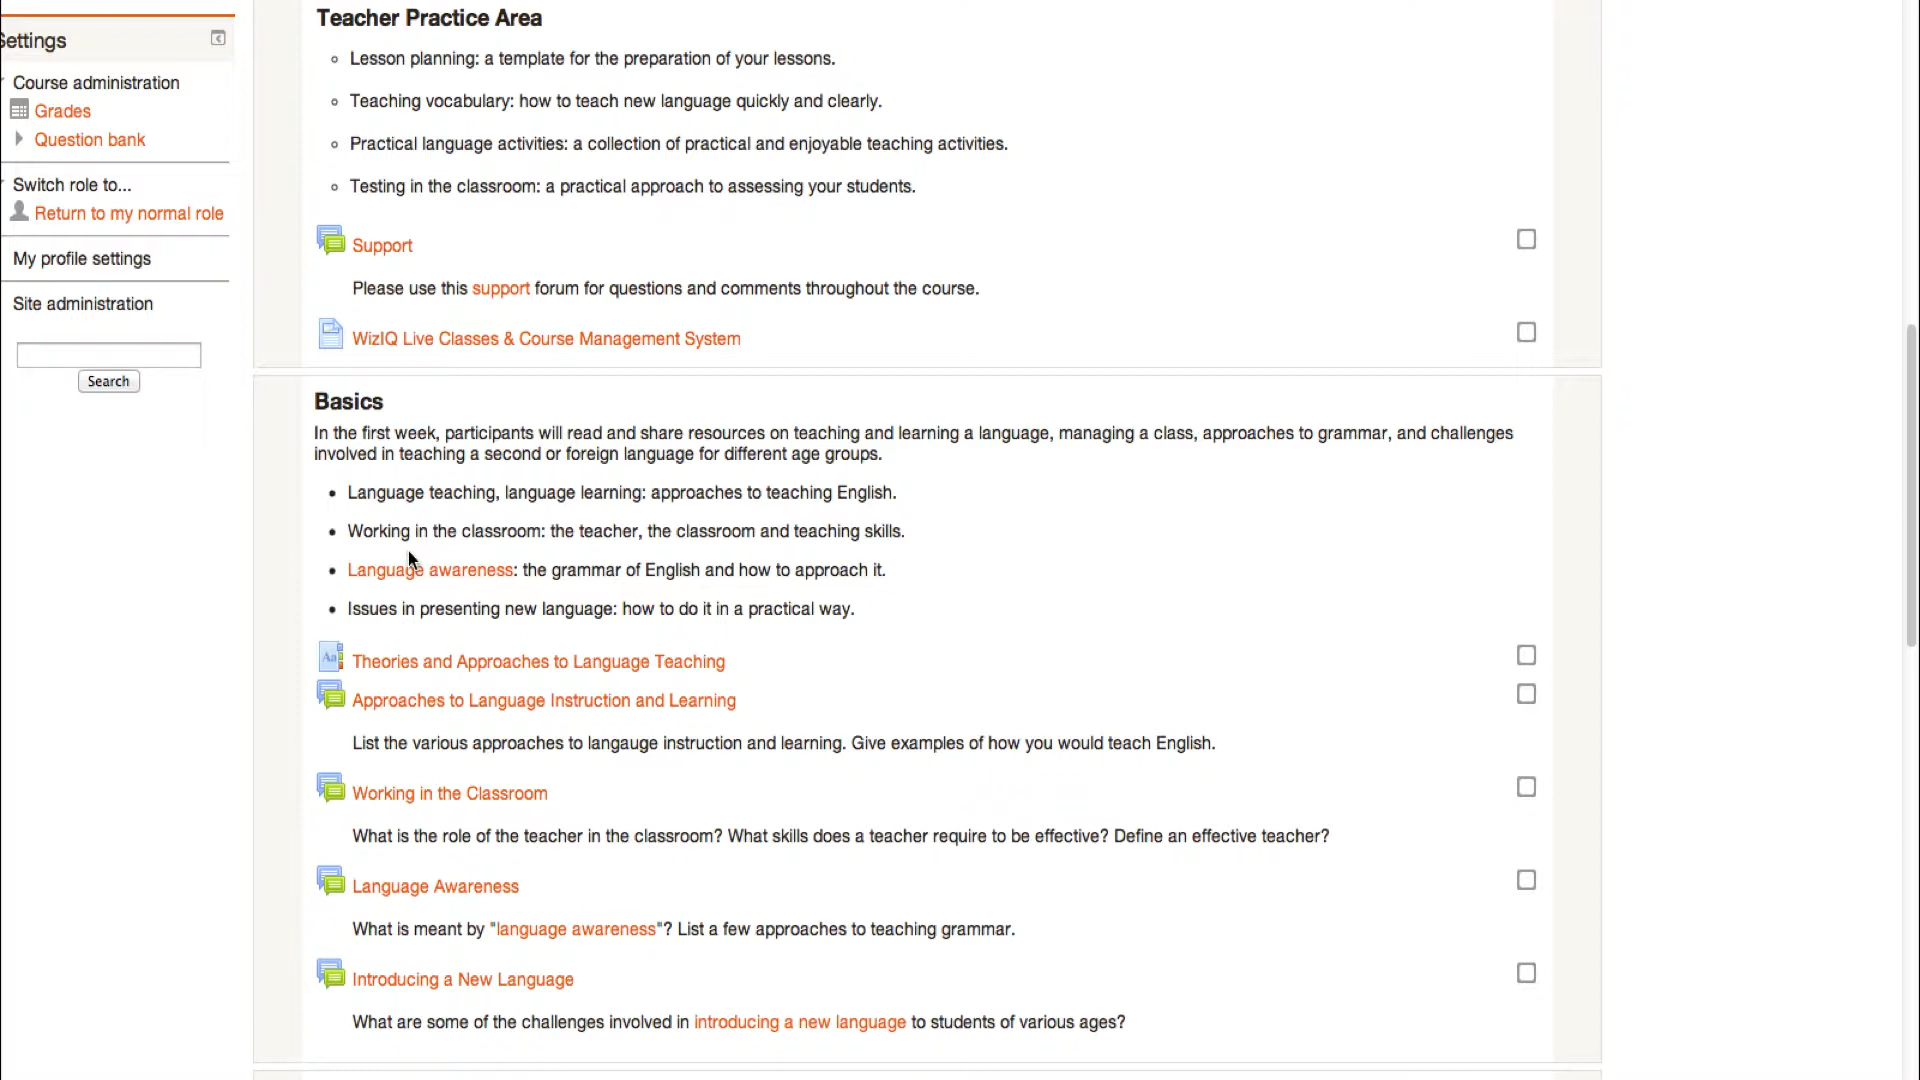 Settings
Course administration
Grades
Question bank
Switch role to...
Return to my normal role
My profile settings
Site administration
Search
Teacher Practice Area
Lesson planning: a template for the preparation of your lessons.
Teaching vocabulary: how to teach new language quickly and clearly.
Practical language activities: a collection of practical and enjoyable teaching activities.
Testing in the classroom: a practical approach to assessing your students.
Support
Please use this support forum for questions and comments throughout the course.
WizIQ Live Classes & Course Management System
Basics
In the first week, participants will read and share resources on teaching and learning a language, managing a class, approaches to grammar, and challenges
involved in teaching a second or foreign language for different age groups.
Language teaching, language learning: approaches to teaching English.
Working in the classroom: the teacher, the classroom and teaching skills.
Language awareness: the grammar of English and how to approach it.
Issues in presenting new language: how to do it in a practical way.
Aa
Theories and Approaches to Language Teaching
Approaches to Language Instruction and Learning
List the various approaches to langauge instruction and learning. Give examples of how you would teach English.
Working in the Classroom
What is the role of the teacher in the classroom? What skills does a teacher require to be effective? Define an effective teacher?
Language Awareness
What is meant by "language awareness"? List a few approaches to teaching grammar.
Introducing a New Language
What are some of the challenges involved in introducing a new language to students of various ages?